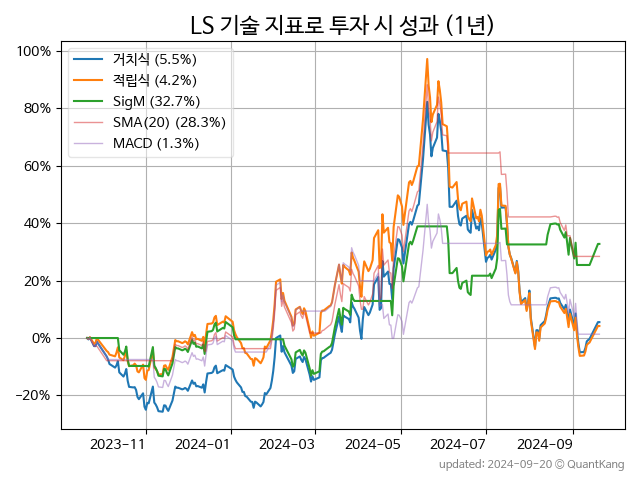 LS 기술 지표로 투자 시 성과 (1년)
100%
80%
60%
40%
20%
0%
−20%
거치식 (5.5%)
적립식 (4.2%)
SigM (32.7%)
SMA(20) (28.3%)
MACD (1.3%)
2023−11 2024−01 2024−03 2024−05 2024−07 2024−09
updated: 2024-09-20 © QuantKang